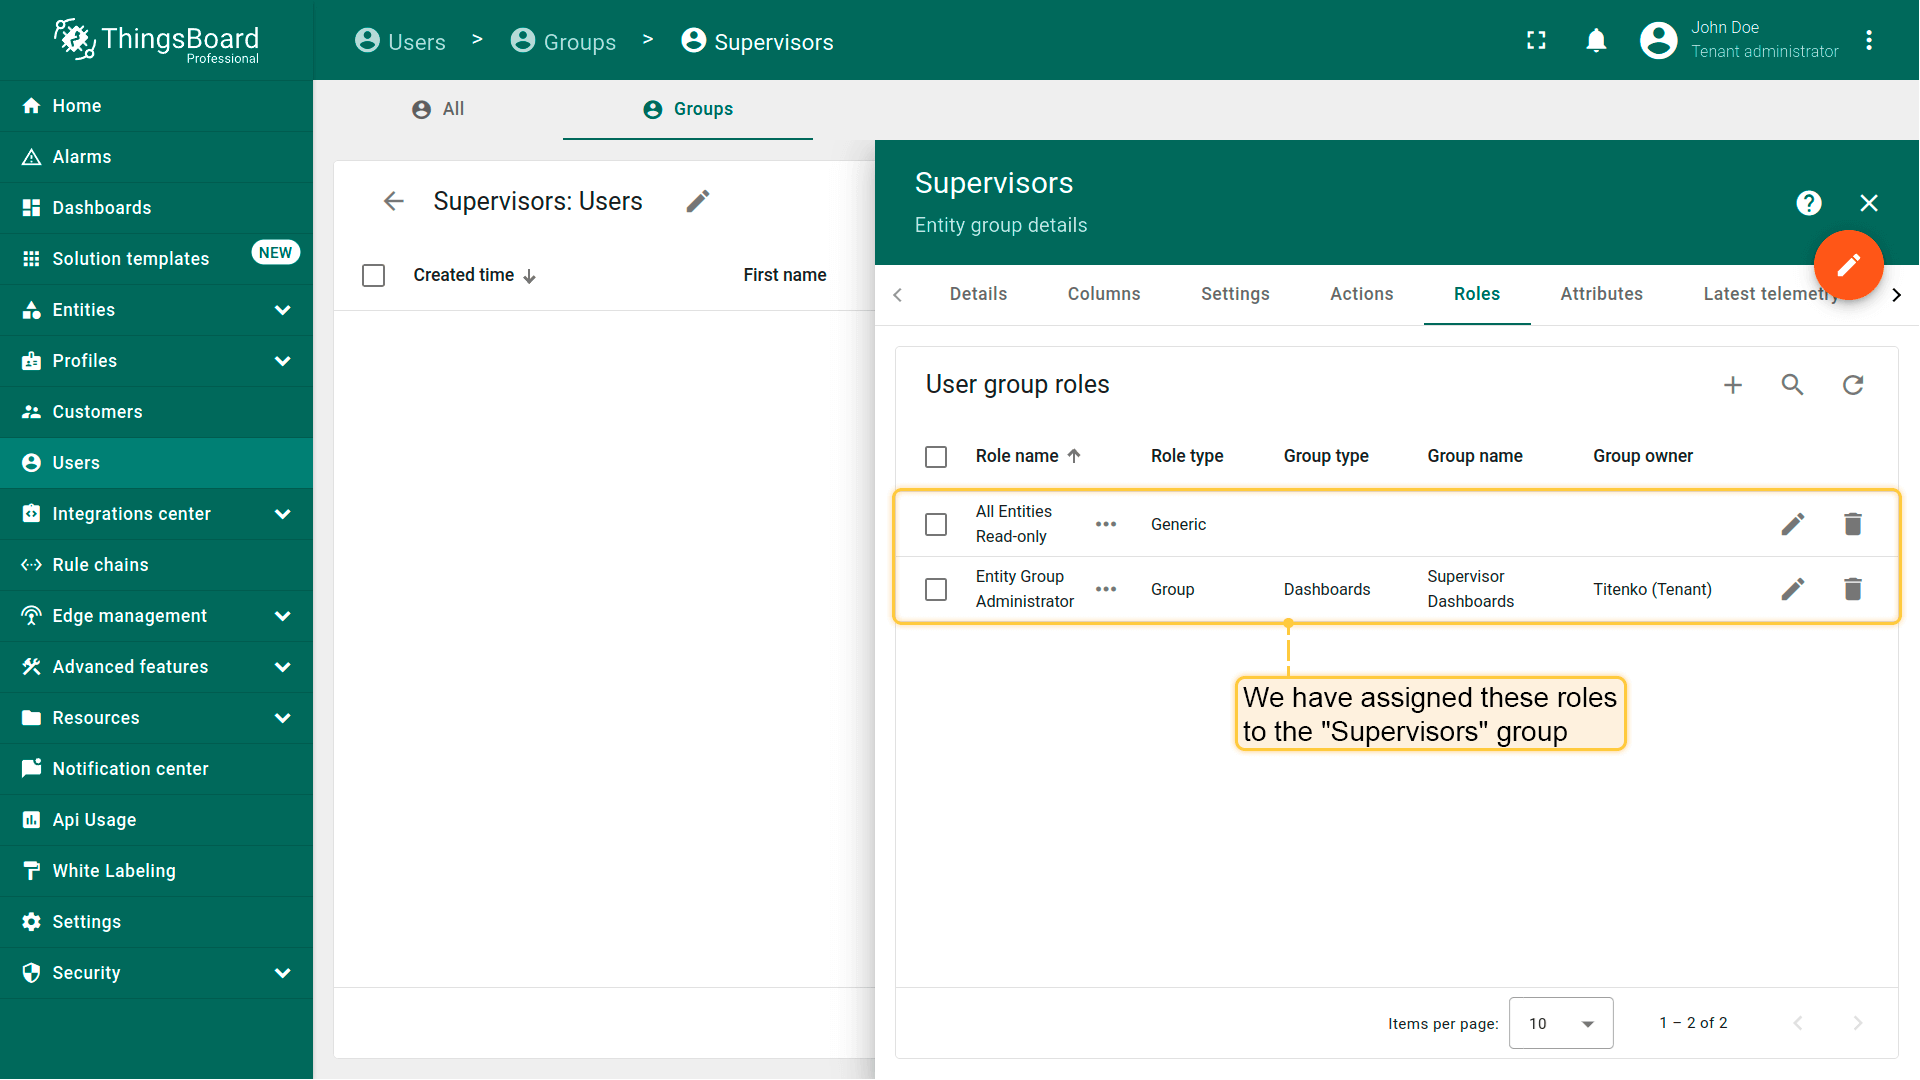 ThingsBoard
Professional
Users > Groups > Supervisors
John Doe
Tenant administrator
Home
Alarms
Dashboards
Solution templates NEW
Entities
Profiles
Customers
Users
Integrations center
Rule chains
Edge management
Advanced features
Resources
Notification center
Api Usage
White Labeling
Settings
Security
All Groups
Supervisors: Users
Created time First name
Supervisors
Entity group details
Details Columns Settings Actions Roles Attributes Latest telemetry
User group roles
Role name Role type Group type Group name Group owner
All Entities
Read-only
Generic
Entity Group
Administrator
Group
Dashboards
Supervisor
Dashboards
Titenko (Tenant)
We have assigned these roles
to the "Supervisors" group
Items per page: 10 1 – 2 of 2